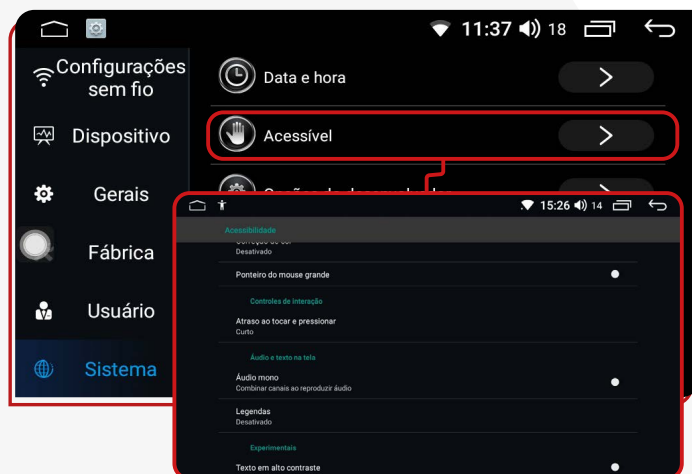 11:37 18
Configurações
sem fio
Data e hora
Dispositivo
Acessível
Gerais
Fábrica
Usuário
Sistema
15:26 14
Acessibilidade
Desativado
Ponteiro do mouse grande
Controles de interação
Atraso ao tocar e pressionar
Curto
Áudio e texto na tela
Áudio mono
Combinar canais ao reproduzir áudio
Legendas
Desativado
Experimentais
Texto em alto contraste